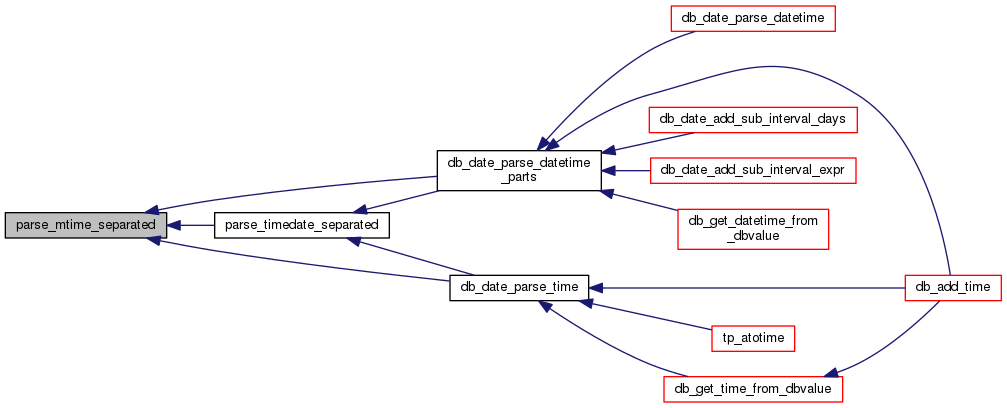 db_date_parse_datetime
db_date_add_sub_interval_days
db_date_parse_datetime
_parts
db_date_add_sub_interval_expr
parse_mtime_separated
parse_timedate_separated
db_get_datetime_from
_dbvalue
db_date_parse_time
db_add_time
tp_atotime
db_get_time_from_dbvalue